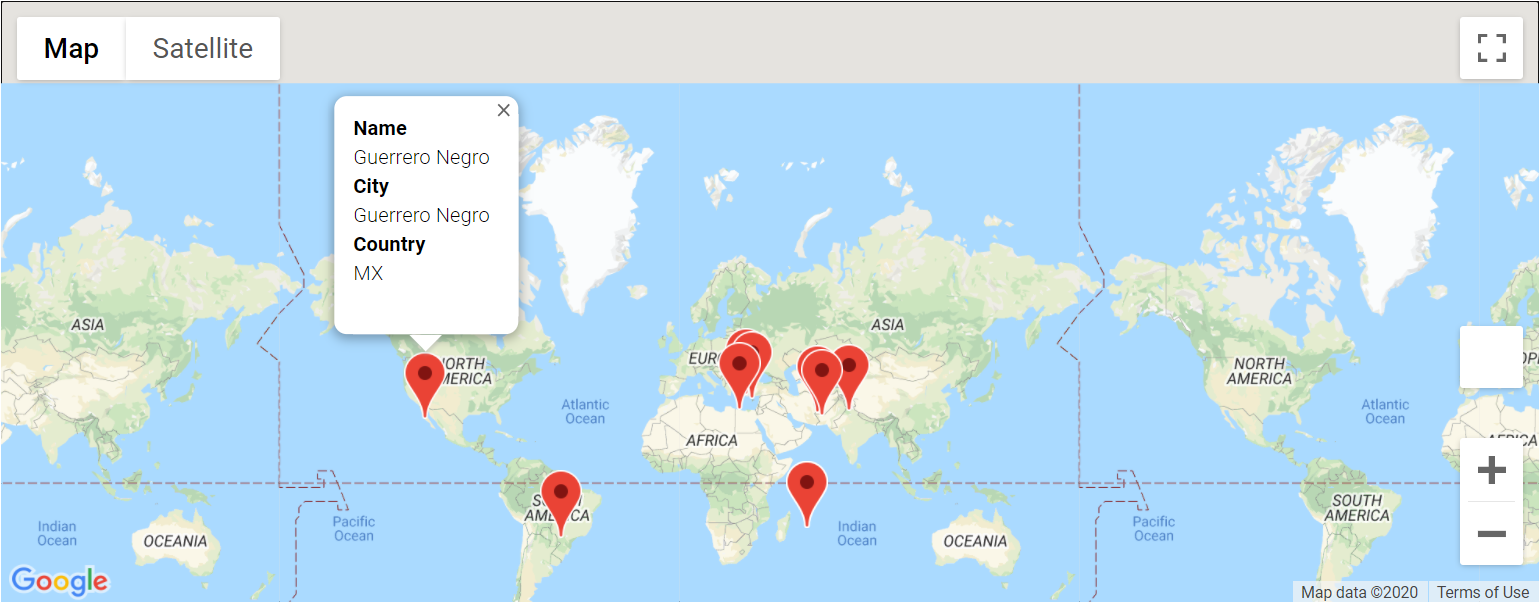 Map
Satellite
Name
Guerrero Negro
City
Guerrero Negro
Country
MX
ASIA
EUR
ASIA
NORTH
AMERICA
NORTH
AMERICA
Atlantic
Ocean
Atlantic
Ocean
AFRICA
AFRICA
SOUTH
AMERICA
SOUTH
AMERICA
Indian
Ocean
Pacific
Ocean
Indian
Ocean
Pacific
Ocean
OCEANIA
OCEANIA
Google
Map data ©2020
Terms of Use